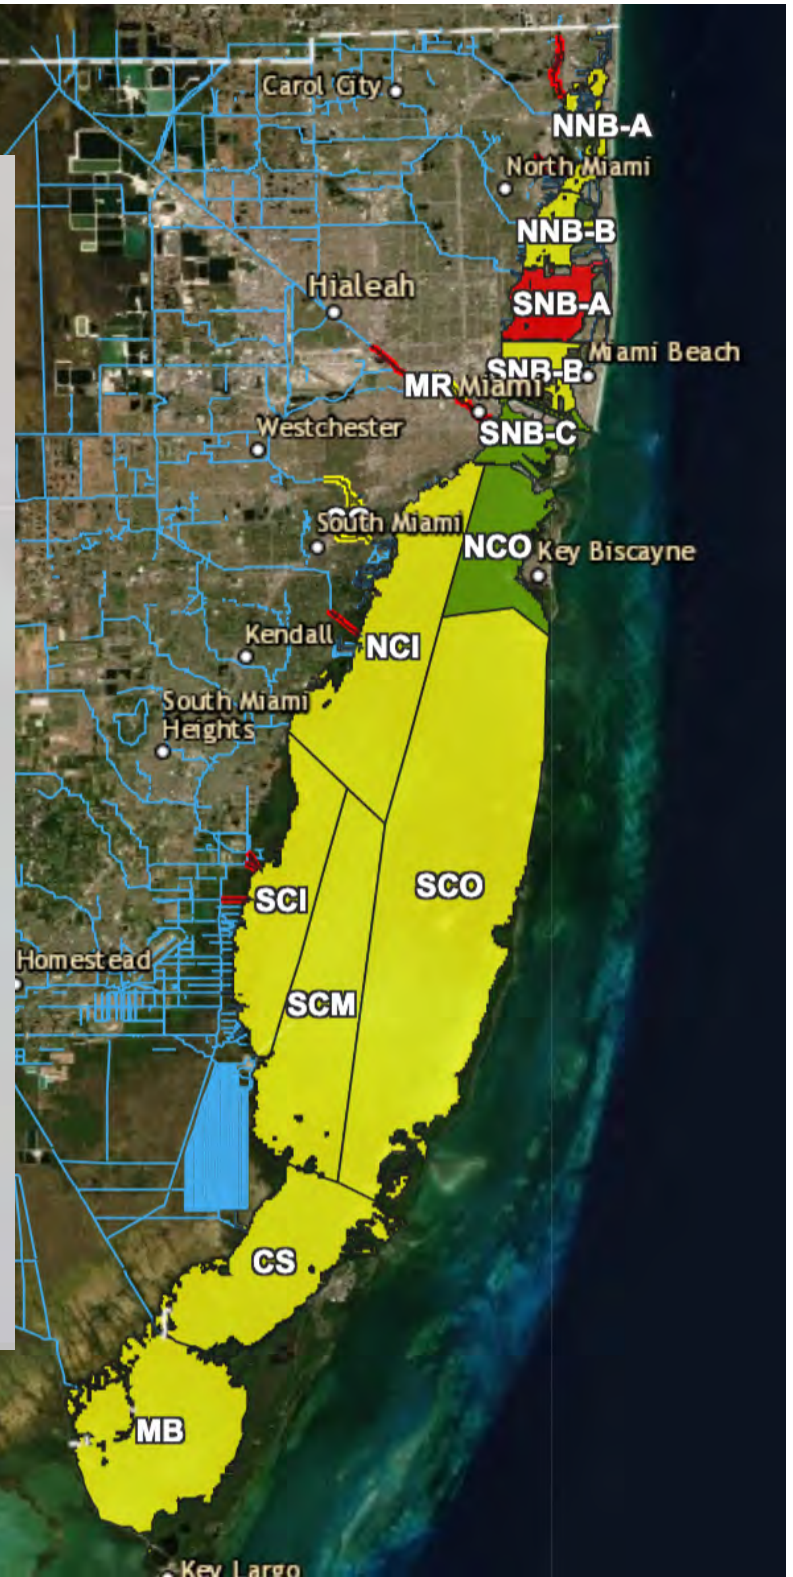 Carol City
NNB-A
North Miami
NNB-B
Hialeah
SNB-A
Miami Beach
SNB-B
MR
Miami
Westchester
SNB-C
South Miami
NCO
Key Biscayne
Kendall
NCI
South Miami
Heights
SCO
SCI
Homestead
SCM
CS
MB
Key Largo